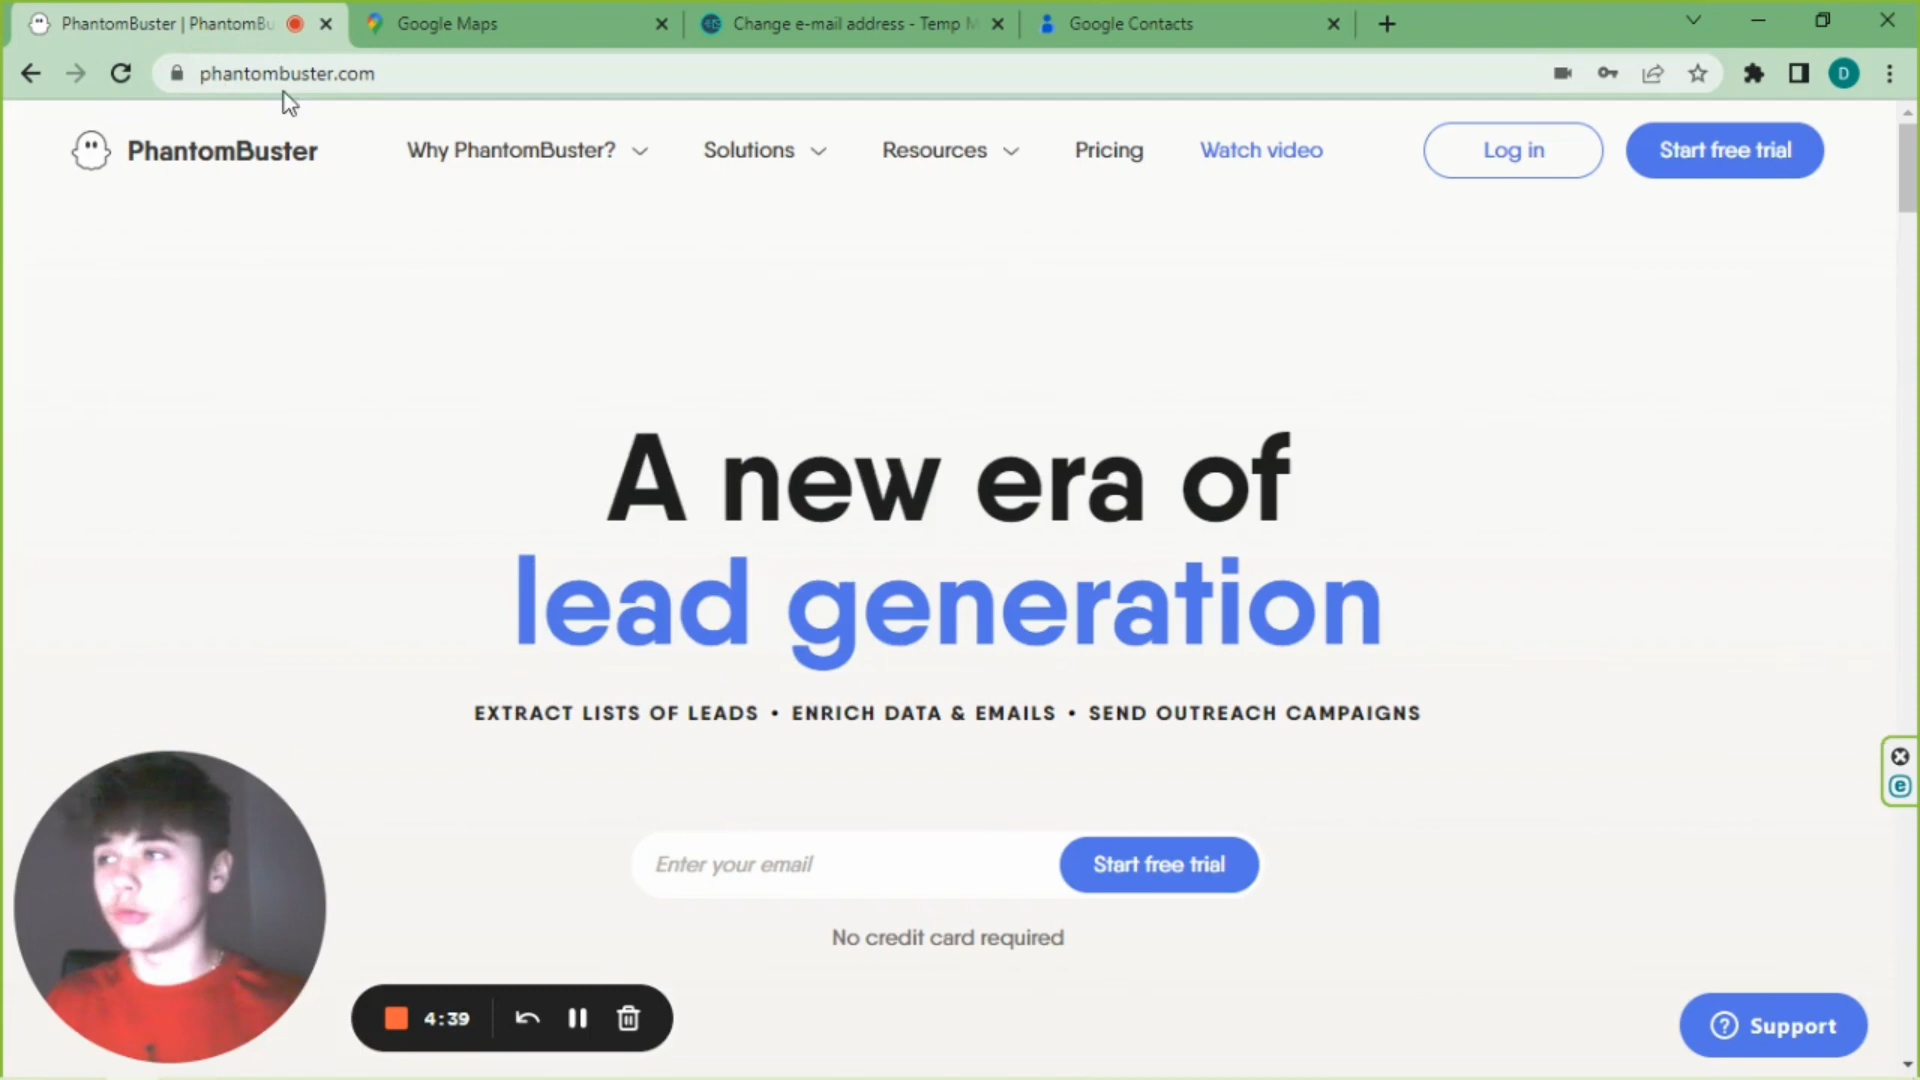 PhantomBuster | PhantomBu
Google Maps
Change e-mail address - Temp M
Google Contacts
phantombuster.com
D
PhantomBuster
Why PhantomBuster?
Solutions
Resources
Pricing
Watch video
Log in
Start free trial
A new era of
lead generation
EXTRACT LISTS OF LEADS • ENRICH DATA & EMAILS • SEND OUTREACH CAMPAIGNS
Enter your email
Start free trial
No credit card required
4:39
Support